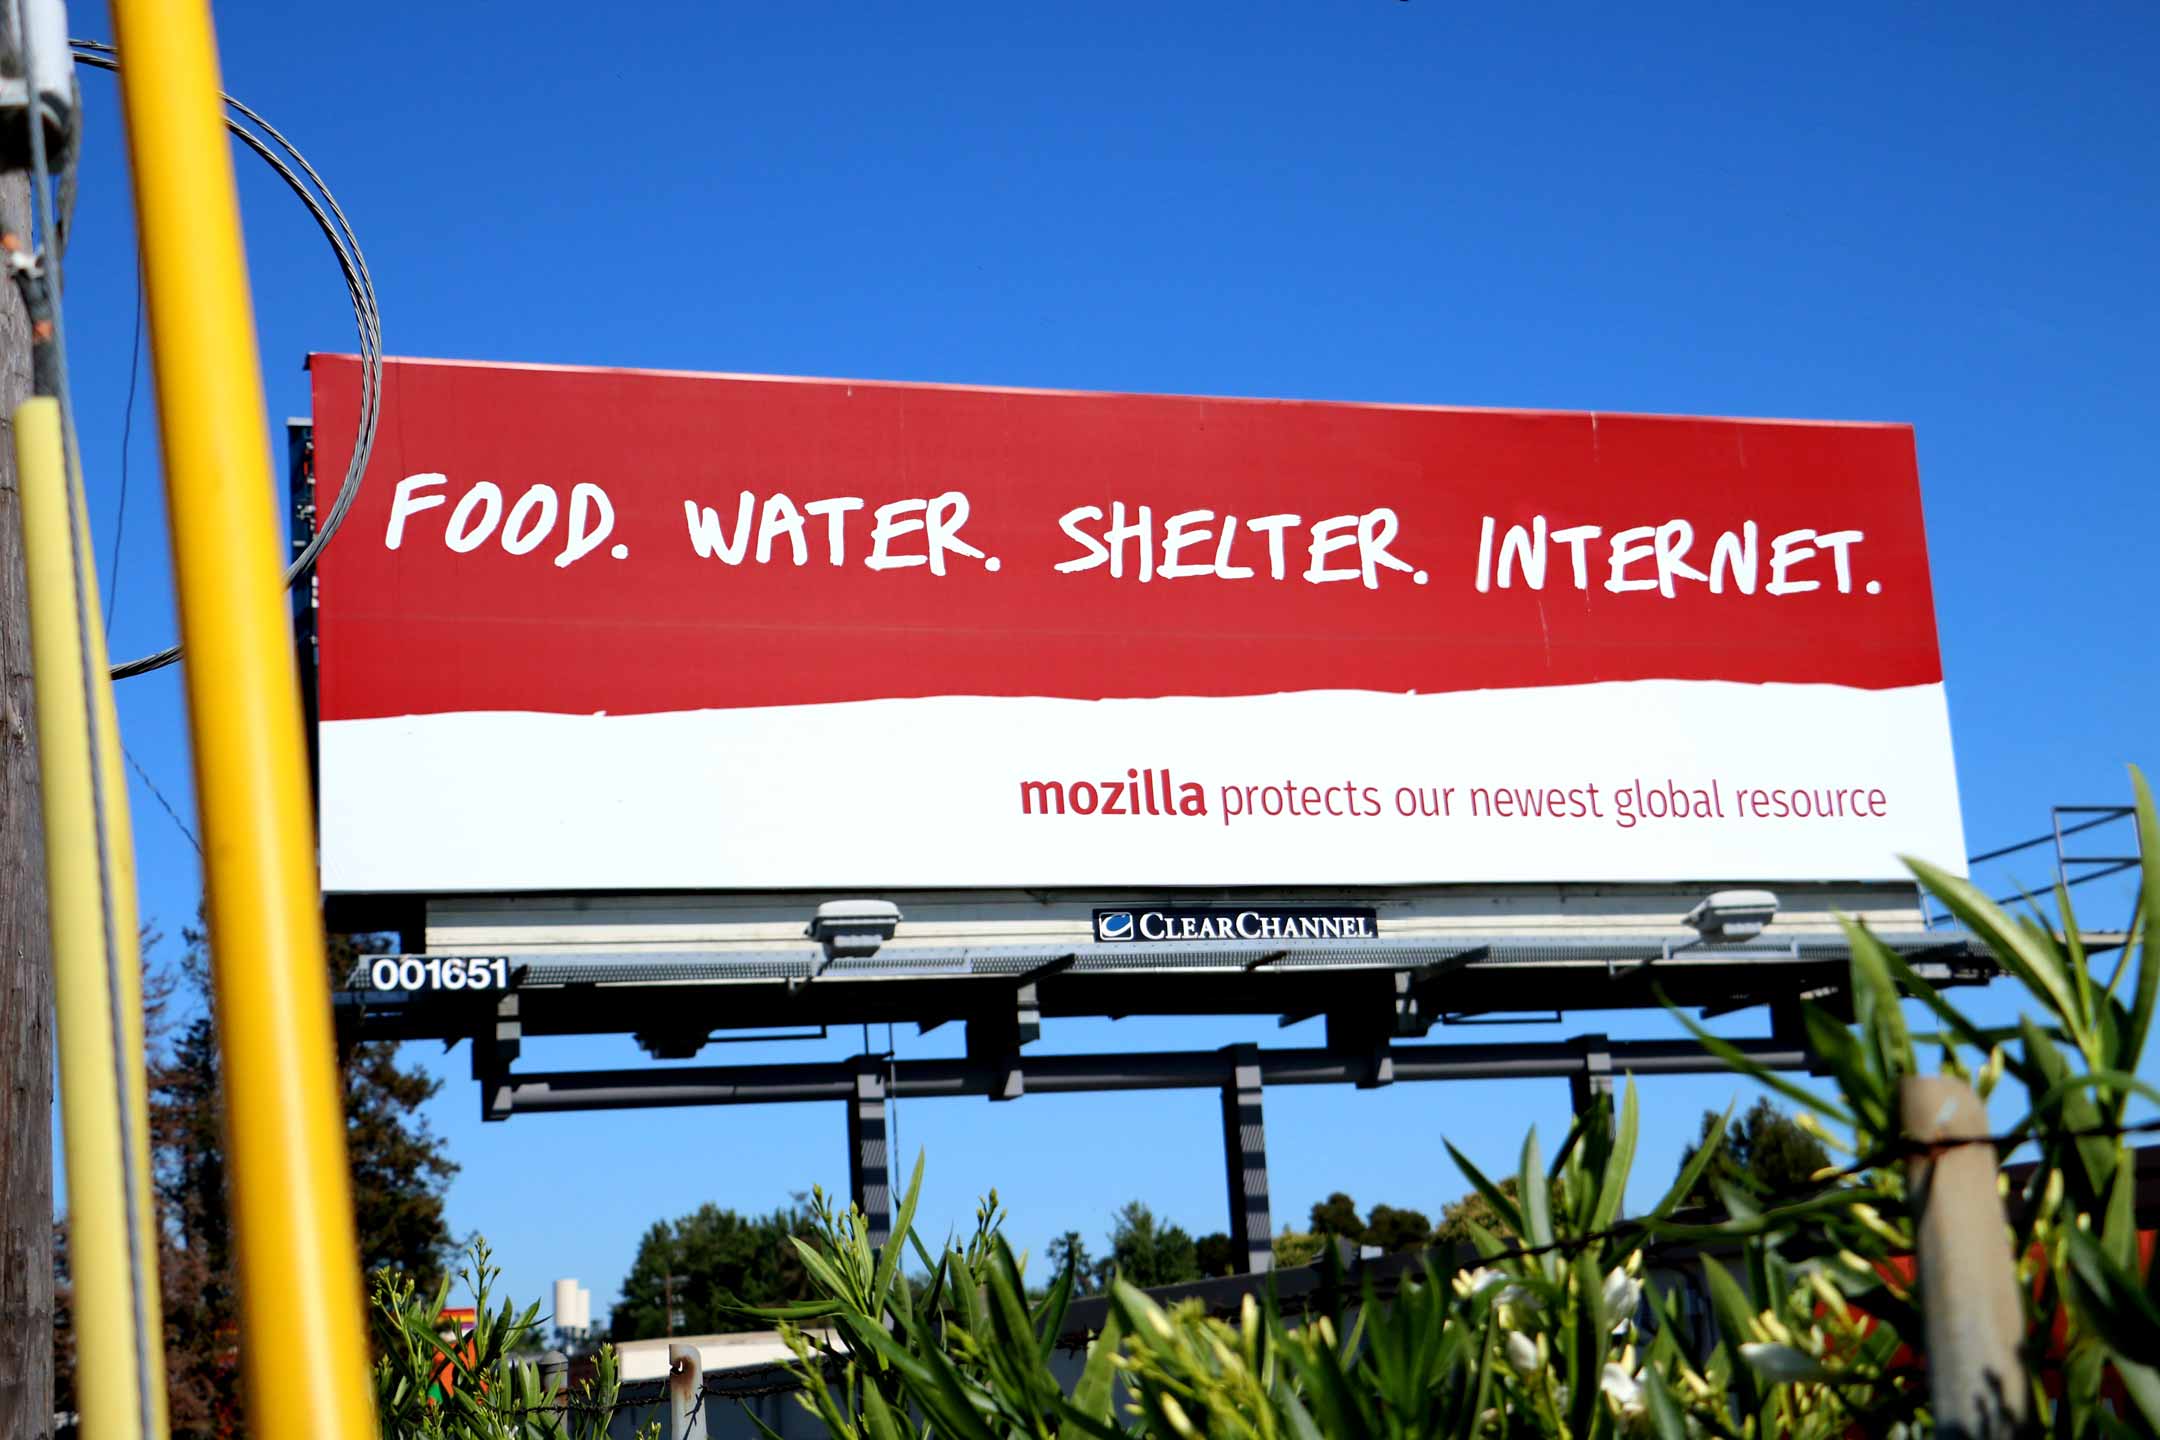 FOOD. WATER. SHELTER. INTERNET.
mozilla protects our newest global resource
CLEARCHANNEL
001651